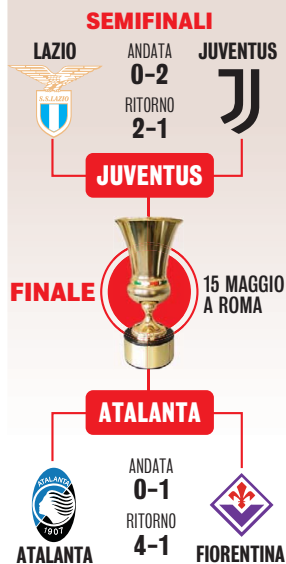 SEMIFINALI
LAZIO
ANDATA
0-2
RITORNO
2-1
JUVENTUS
S.S.LAZIO
JUVENTUS
FINALE
15 MAGGIO
A ROMA
ATALANTA
ANDATA
0-1
RITORNO
4-1
ATALANTA
1907
ATALANTA
FIORENTINA